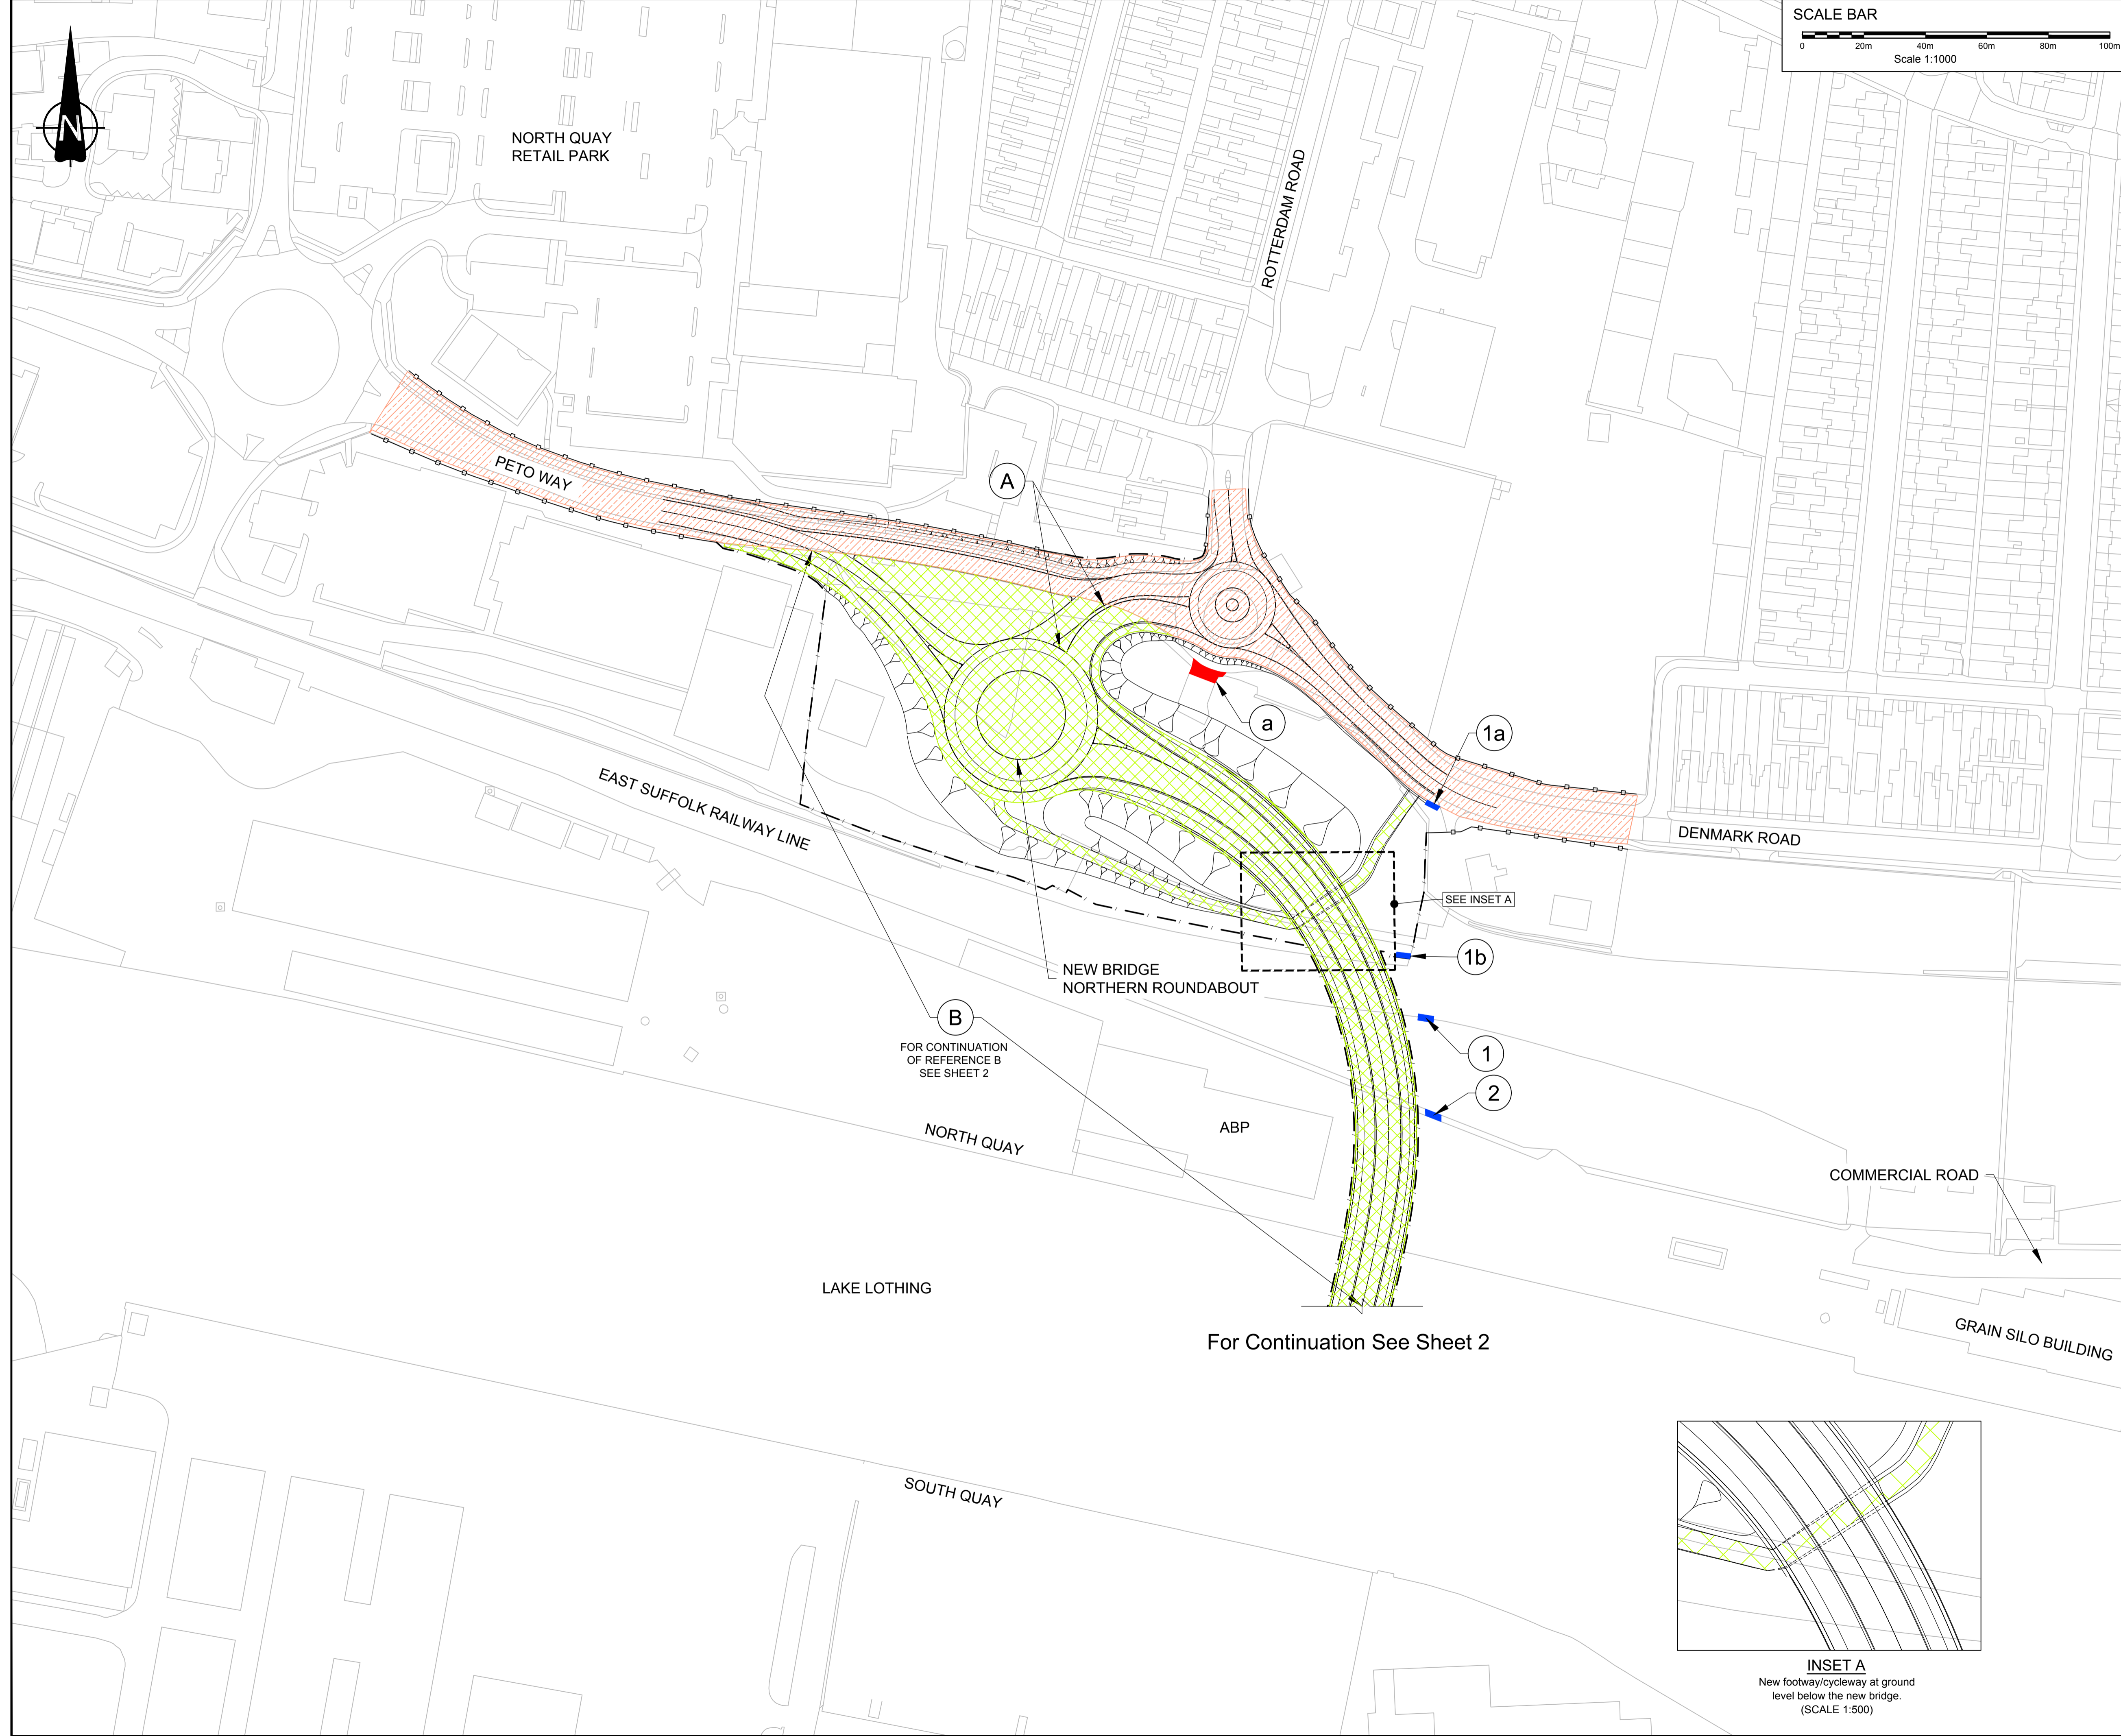 SCALE BAR
0 20m 40m 60m 80m 100m
Scale 1:1000
N
NORTH QUAY
RETAIL PARK
ROTTERDAM ROAD
PETO WAY
A
a
1a
EAST SUFFOLK RAILWAY LINE
DENMARK ROAD
SEE INSET A
1b
NEW BRIDGE
NORTHERN ROUNDABOUT
B
FOR CONTINUATION
OF REFERENCE B
SEE SHEET 2
1
2
ABP
NORTH QUAY
COMMERCIAL ROAD
LAKE LOTHING
GRAIN SILO BUILDING
For Continuation See Sheet 2
SOUTH QUAY
INSET A
New footway/cycleway at ground
level below the new bridge.
(SCALE 1:500)